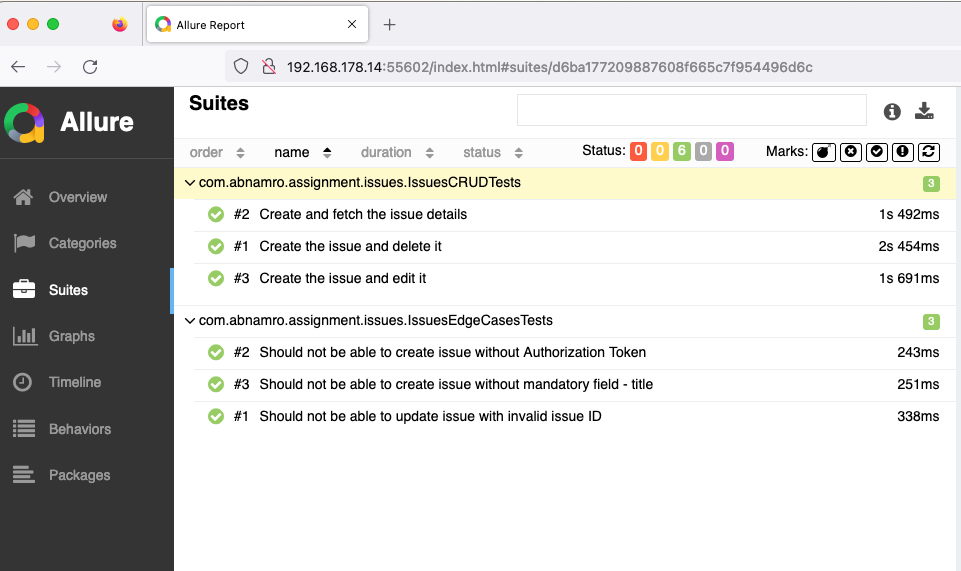 Allure Report
192.168.178.14:55602/index.html#suites/d6ba177209887608f665c7f954496d6c
Allure
Overview
Categories
Suites
Graphs
Timeline
Behaviors
Packages
Suites
order name duration status Status: 0 0 6 0 0 Marks:
com.abnamro.assignment.issues.IssuesCRUDTests 3
#2 Create and fetch the issue details 1s 492ms
#1 Create the issue and delete it 2s 454ms
#3 Create the issue and edit it 1s 691ms
com.abnamro.assignment.issues.IssuesEdgeCasesTests 3
#2 Should not be able to create issue without Authorization Token 243ms
#3 Should not be able to create issue without mandatory field - title 251ms
#1 Should not be able to update issue with invalid issue ID 338ms